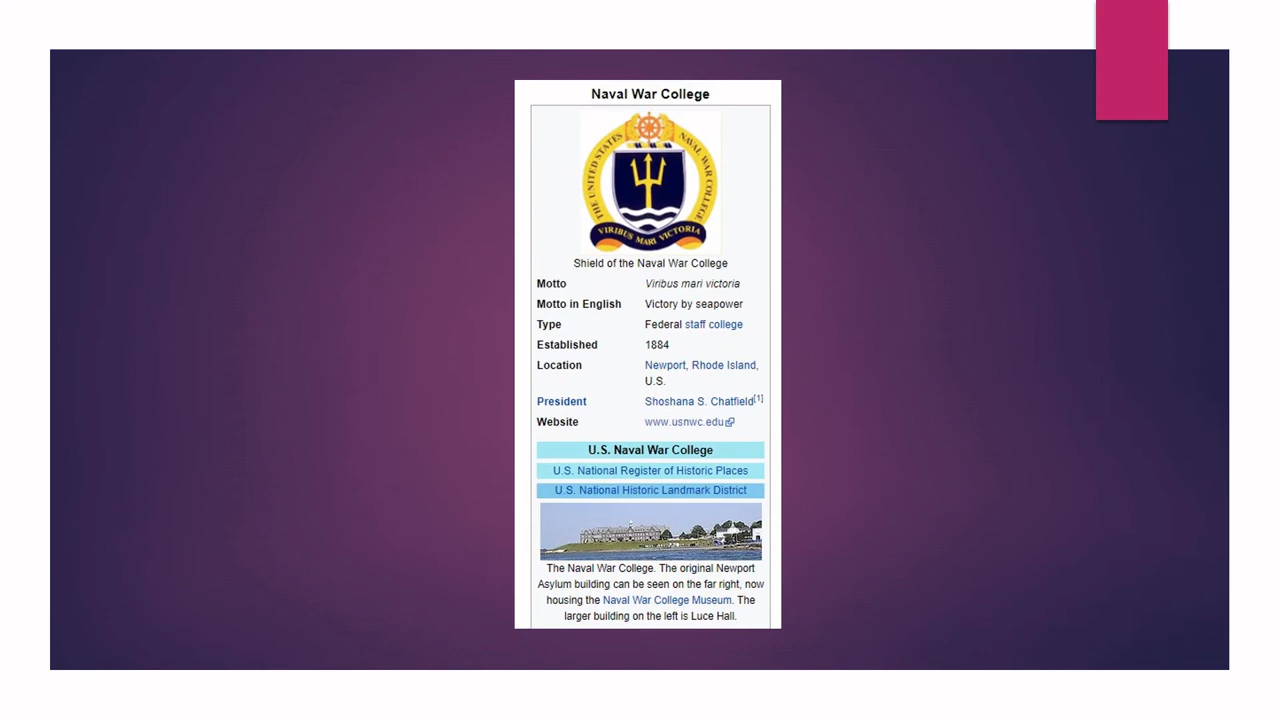 Naval War College
THE UNITED STATES NAVAL WAR COLLEGE
VIRIBUS MARI VICTORIA
Shield of the Naval War College
Motto Viribus mari victoria
Motto in English Victory by seapower
Type Federal staff college
Established 1884
Location Newport, Rhode Island,
U.S.
President Shoshana S. Chatfield[1]
Website www.usnwc.edu
U.S. Naval War College
U.S. National Register of Historic Places
U.S. National Historic Landmark District
The Naval War College. The original Newport
Asylum building can be seen on the far right, now
housing the Naval War College Museum. The
larger building on the left is Luce Hall.